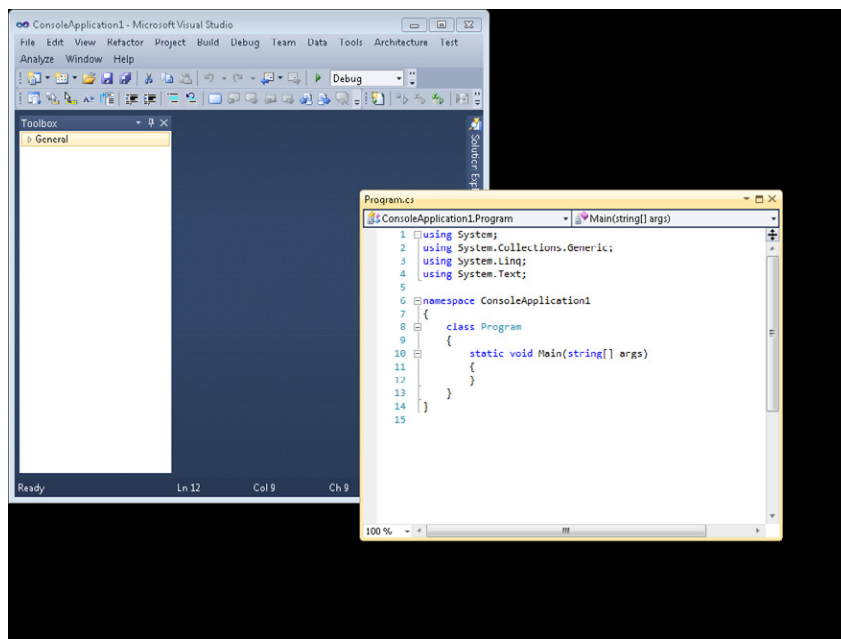 ConsoleApplication1 - Microsoft Visual Studio
File Edit View Refactor Project Build Debug Team Data Tools Architecture Test
Analyze Window Help
Debug
Toolbox
General
Solution Expl
Program.cs
ConsoleApplication1.Program Main(string[] args)
1 using System;
2 using System.Collections.Generic;
3 using System.Linq;
4 using System.Text;
5
6 namespace ConsoleApplication1
7 {
8 class Program
9 {
10 static void Main(string[] args)
11 {
12 }
13 }
14 }
15
Ready Ln 12 Col 9 Ch 9
100 %